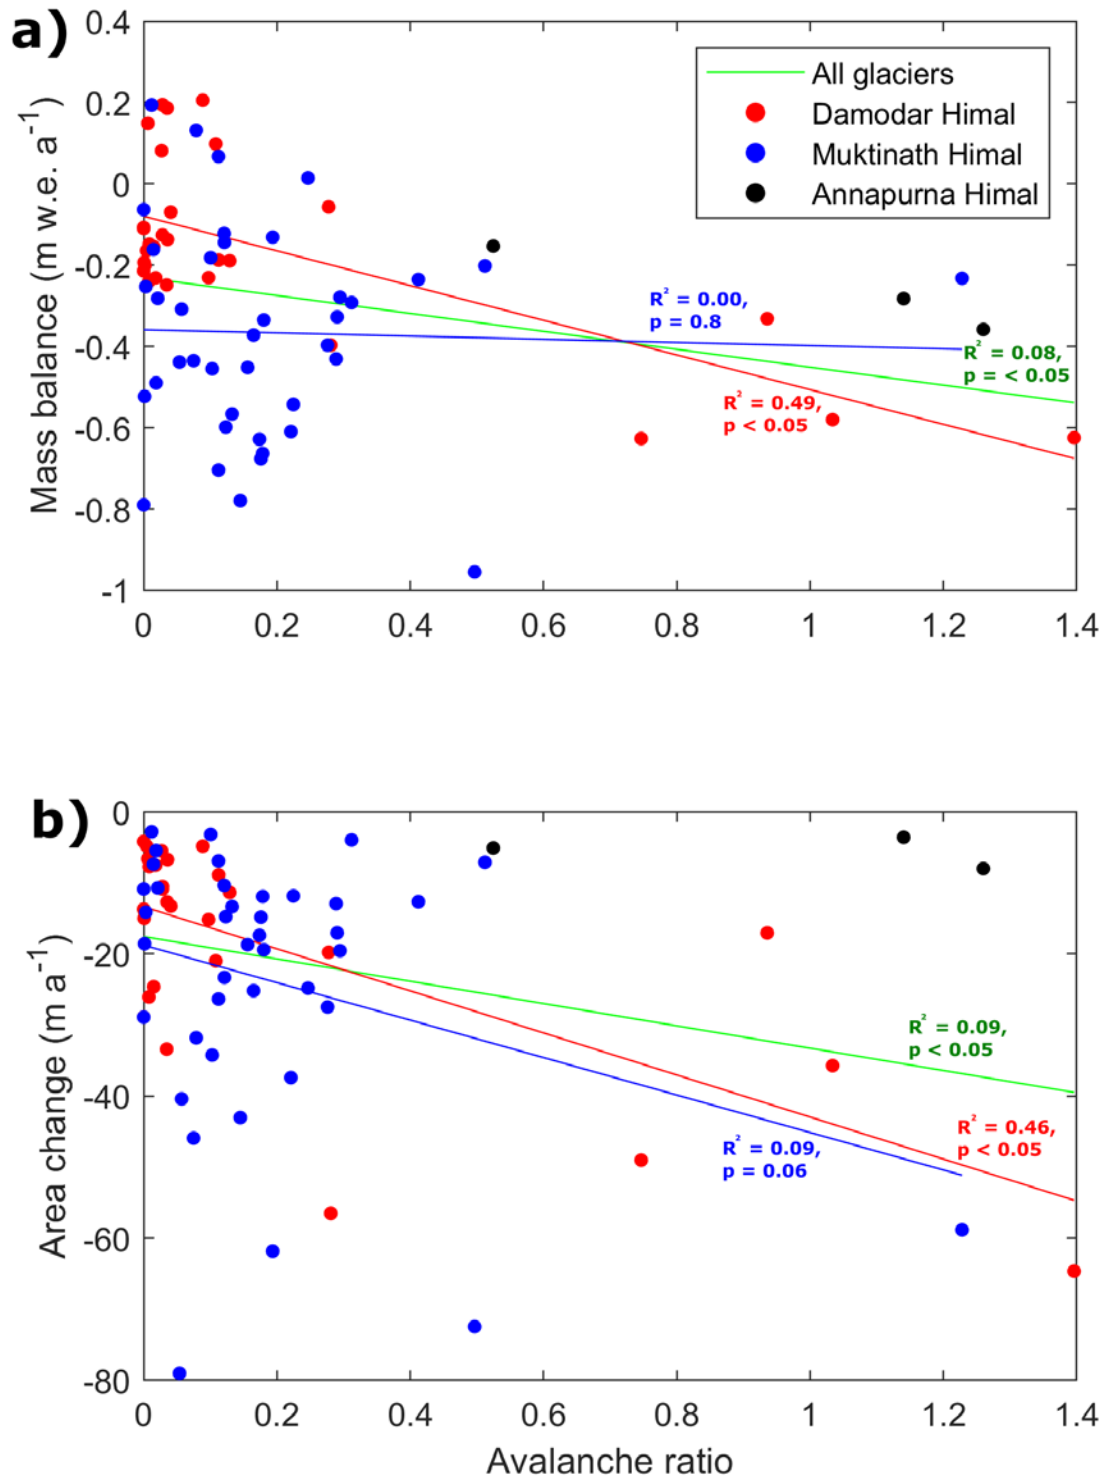 a)
Mass balance (m w.e. a⁻¹)
0.4
0.2
0
-0.2
-0.4
-0.6
-0.8
-1
All glaciers
Damodar Himal
Muktinath Himal
Annapurna Himal
R² = 0.00,
p = 0.8
R² = 0.08,
p = < 0.05
R² = 0.49,
p < 0.05
0 0.2 0.4 0.6 0.8 1 1.2 1.4
b)
Area change (m a⁻¹)
0
-20
-40
-60
-80
R² = 0.09,
p < 0.05
R² = 0.46,
p < 0.05
R² = 0.09,
p = 0.06
0 0.2 0.4 0.6 0.8 1 1.2 1.4
Avalanche ratio